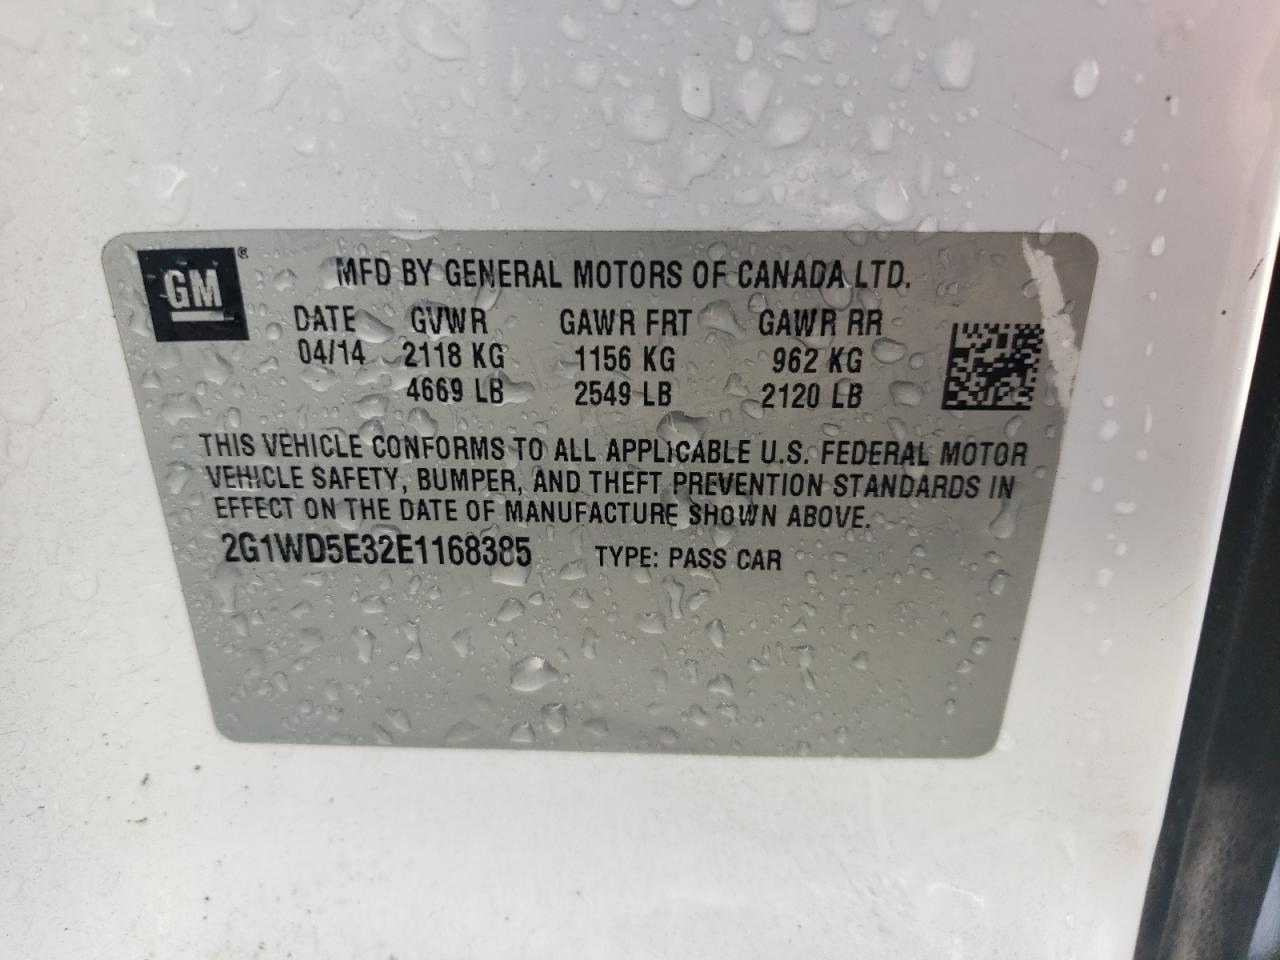 GM
MFD BY GENERAL MOTORS OF CANADA LTD.
DATE GVWR GAWR FRT GAWR RR
04/14 2118 KG 1156 KG 962 KG
4669 LB 2549 LB 2120 LB
THIS VEHICLE CONFORMS TO ALL APPLICABLE U.S. FEDERAL MOTOR
VEHICLE SAFETY, BUMPER, AND THEFT PREVENTION STANDARDS IN
EFFECT ON THE DATE OF MANUFACTURE SHOWN ABOVE.
2G1WD5E32E1168385 TYPE: PASS CAR